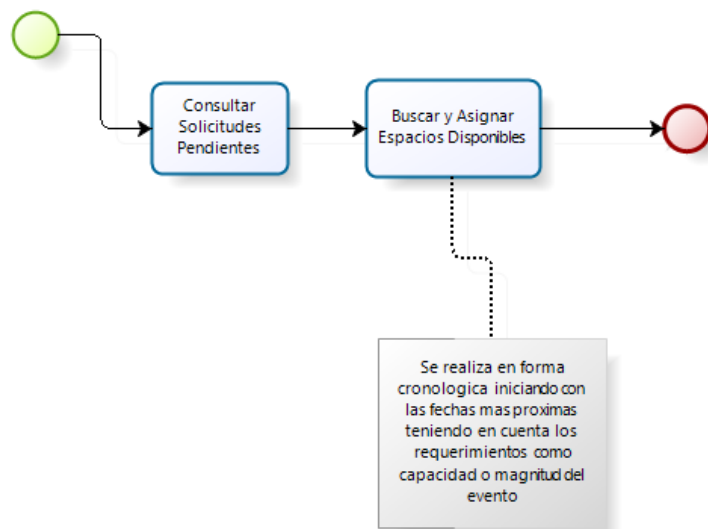 Consultar
Solicitudes
Pendientes
Buscar y Asignar
Espacios Disponibles
Se realiza en forma
cronologica iniciando con
las fechas mas proximas
teniendo en cuenta los
requerimientos como
capacidad o magnitud del
evento